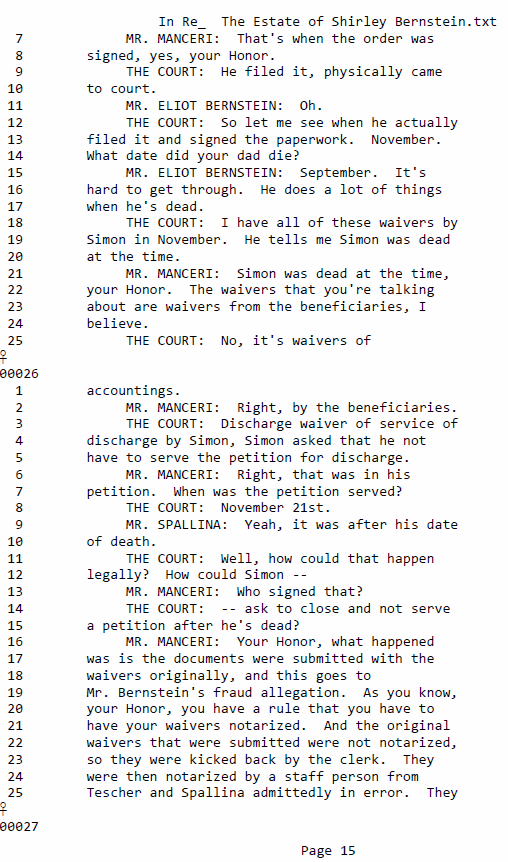 In Re_  The Estate of Shirley Bernstein.txt
7 MR. MANCERI:  That's when the order was
8 signed, yes, your Honor.
9 THE COURT:  He filed it, physically came
10 to court.
11 MR. ELIOT BERNSTEIN:  Oh.
12 THE COURT:  So let me see when he actually
13 filed it and signed the paperwork.  November.
14 What date did your dad die?
15 MR. ELIOT BERNSTEIN:  September.  It's
16 hard to get through.  He does a lot of things
17 when he's dead.
18 THE COURT:  I have all of these waivers by
19 Simon in November.  He tells me Simon was dead
20 at the time.
21 MR. MANCERI:  Simon was dead at the time,
22 your Honor.  The waivers that you're talking
23 about are waivers from the beneficiaries, I
24 believe.
25 THE COURT:  No, it's waivers of
♀
00026
1 accountings.
2 MR. MANCERI:  Right, by the beneficiaries.
3 THE COURT:  Discharge waiver of service of
4 discharge by Simon, Simon asked that he not
5 have to serve the petition for discharge.
6 MR. MANCERI:  Right, that was in his
7 petition.  When was the petition served?
8 THE COURT:  November 21st.
9 MR. SPALLINA:  Yeah, it was after his date
10 of death.
11 THE COURT:  Well, how could that happen
12 legally?  How could Simon --
13 MR. MANCERI:  Who signed that?
14 THE COURT:  -- ask to close and not serve
15 a petition after he's dead?
16 MR. MANCERI:  Your Honor, what happened
17 was is the documents were submitted with the
18 waivers originally, and this goes to
19 Mr. Bernstein's fraud allegation.  As you know,
20 your Honor, you have a rule that you have to
21 have your waivers notarized.  And the original
22 waivers that were submitted were not notarized,
23 so they were kicked back by the clerk.  They
24 were then notarized by a staff person from
25 Tescher and Spallina admittedly in error.  They
♀
00027
Page 15